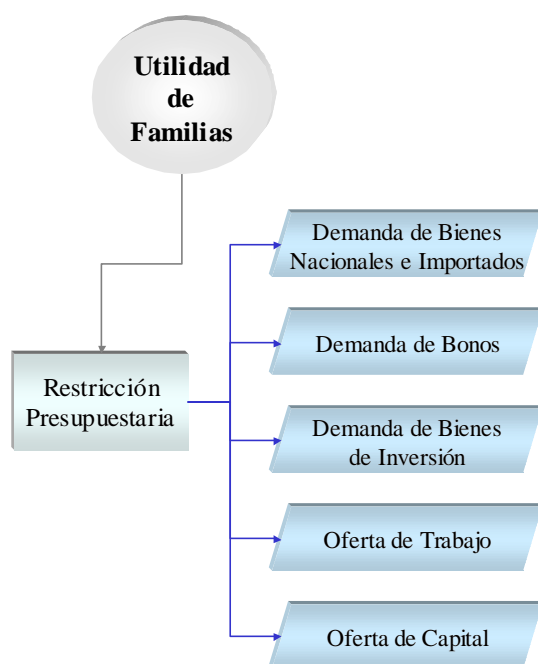 Utilidad
de
Familias
Demanda de Bienes
Nacionales e Importados
Demanda de Bonos
Restricción
Presupuestaria
Demanda de Bienes
de Inversión
Oferta de Trabajo
Oferta de Capital